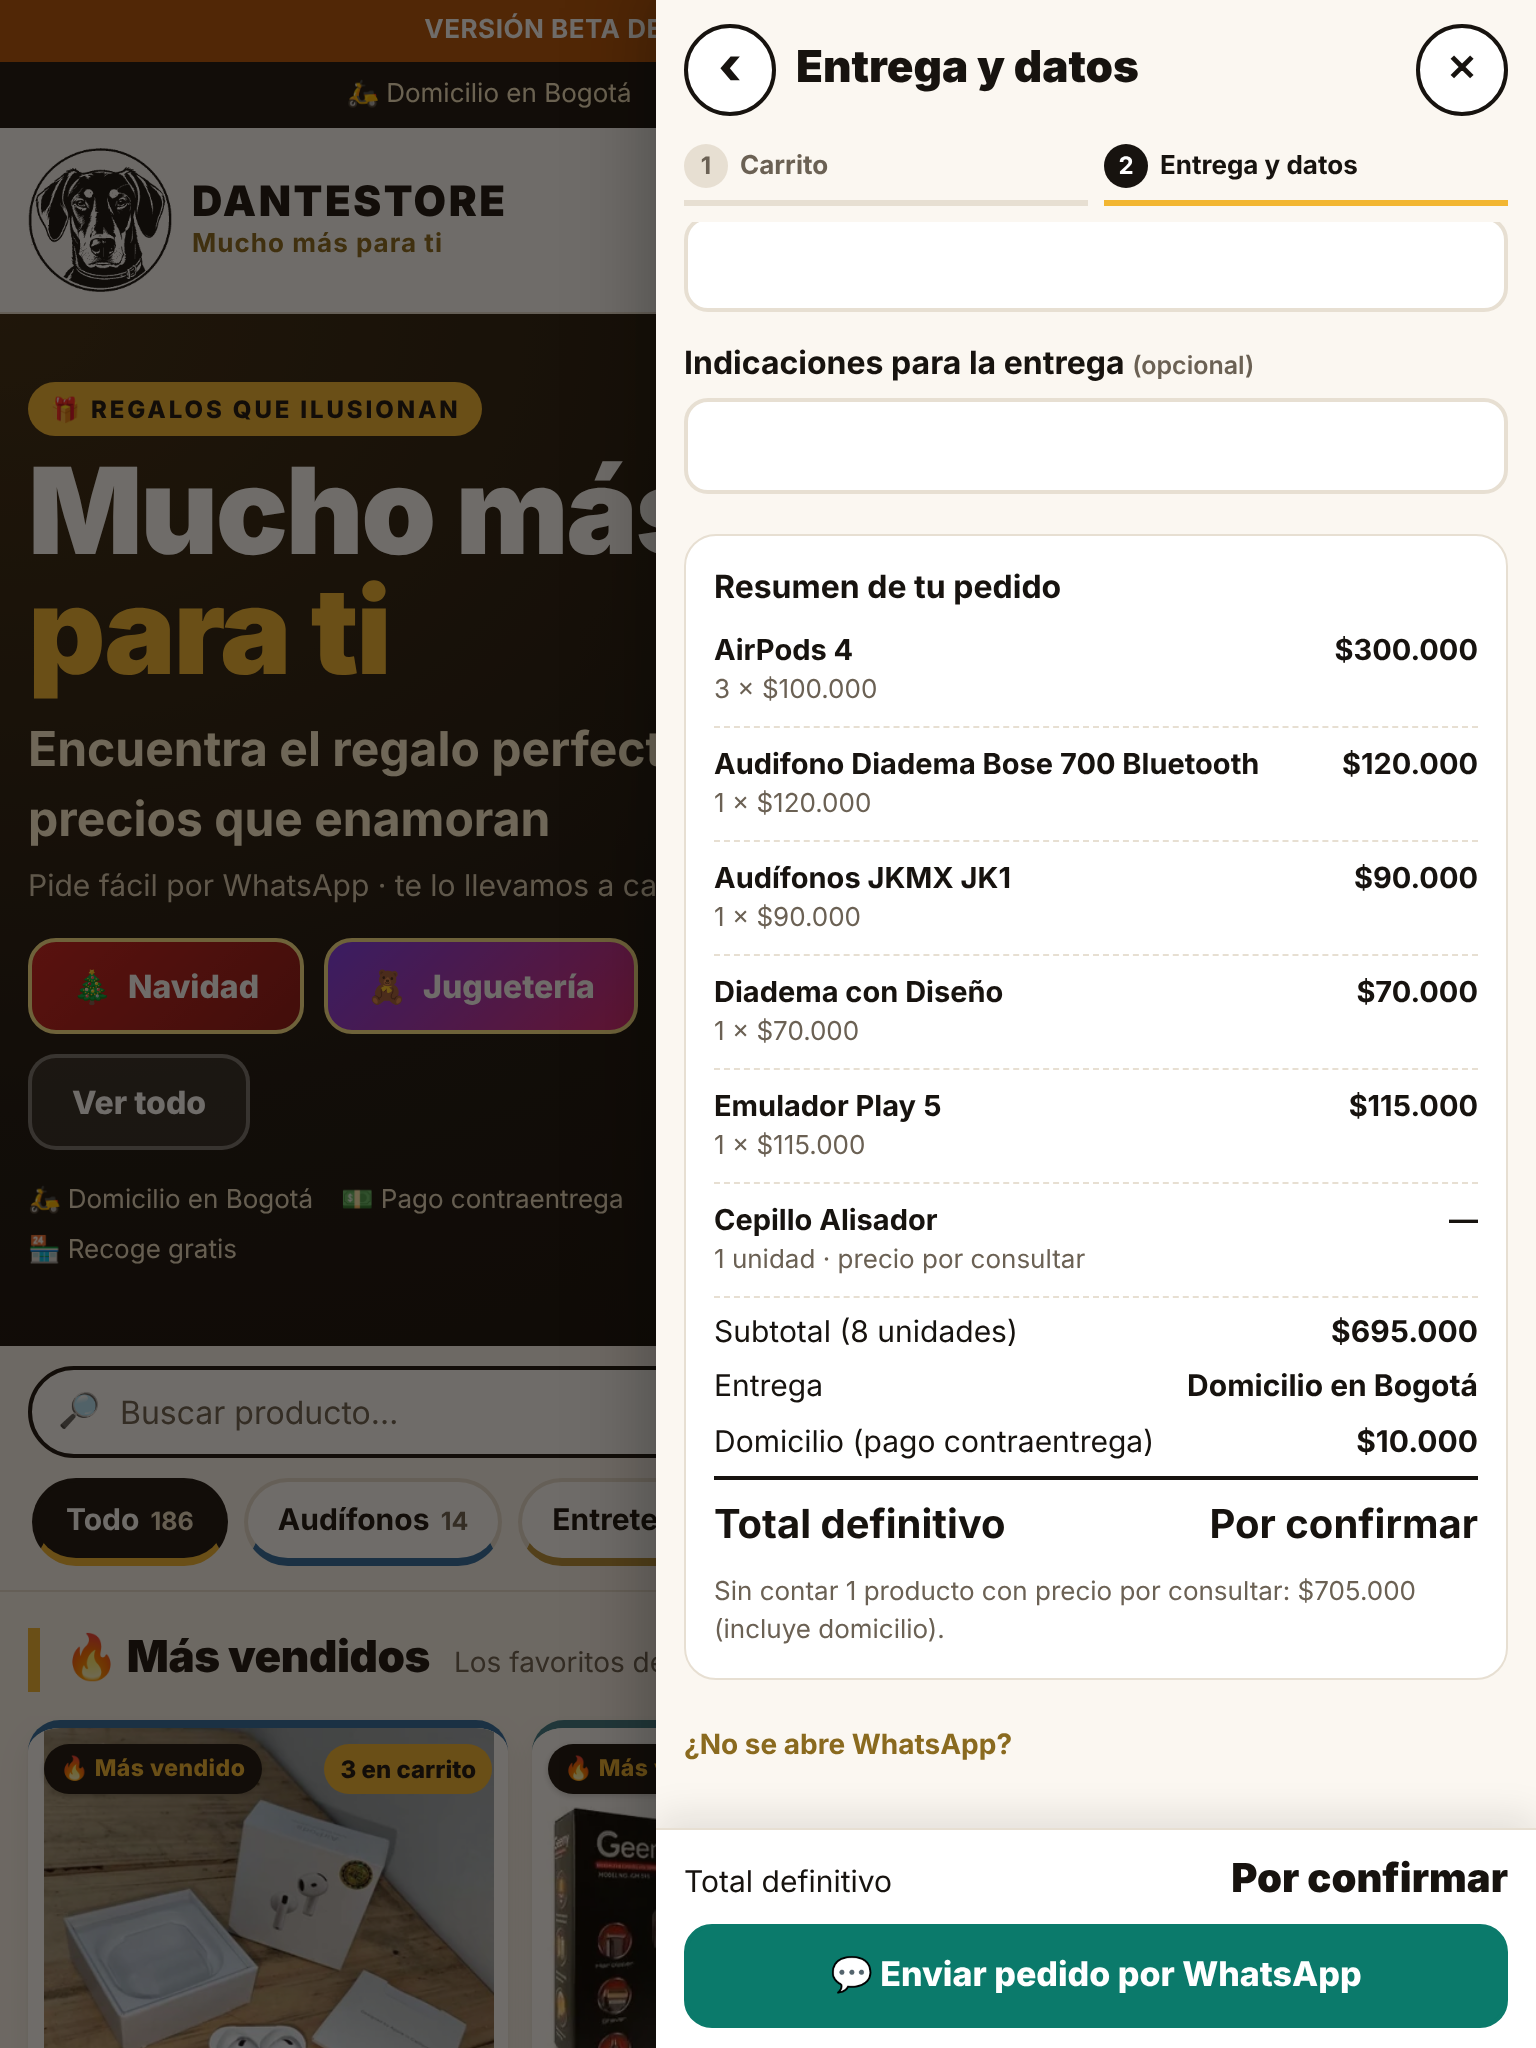 VERSIÓN BETA DE
🛵 Domicilio en Bogotá
DANTESTORE
Mucho más para ti
🎁 REGALOS QUE ILUSIONAN
Mucho más
para ti
Encuentra el regalo perfect
precios que enamoran
Pide fácil por WhatsApp · te lo llevamos a ca
🎄 Navidad
🧸 Juguetería
Ver todo
🛵 Domicilio en Bogotá 💵 Pago contraentrega
🏪 Recoge gratis
🔎 Buscar producto...
Todo 186
Audífonos 14
Entrete
🔥 Más vendidos Los favoritos de
🔥 Más vendido
3 en carrito
🔥 Más
Geem
‹ Entrega y datos ✕
1 Carrito
2 Entrega y datos
Indicaciones para la entrega (opcional)
Resumen de tu pedido
AirPods 4 $300.000
3 × $100.000
Audifono Diadema Bose 700 Bluetooth $120.000
1 × $120.000
Audífonos JKMX JK1 $90.000
1 × $90.000
Diadema con Diseño $70.000
1 × $70.000
Emulador Play 5 $115.000
1 × $115.000
Cepillo Alisador —
1 unidad · precio por consultar
Subtotal (8 unidades) $695.000
Entrega Domicilio en Bogotá
Domicilio (pago contraentrega) $10.000
Total definitivo Por confirmar
Sin contar 1 producto con precio por consultar: $705.000
(incluye domicilio).
¿No se abre WhatsApp?
Total definitivo Por confirmar
💬 Enviar pedido por WhatsApp